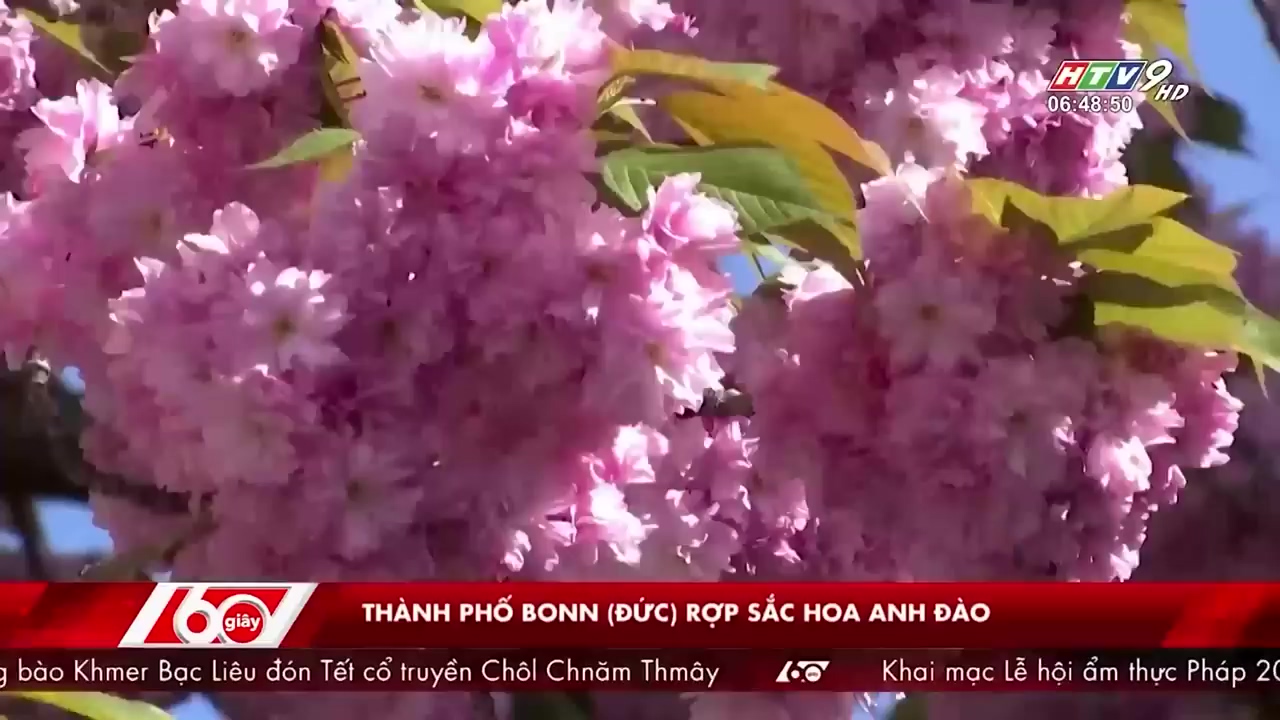 HTV9 HD
06:48:50
60 giây
THÀNH PHỐ BONN (ĐỨC) RỢP SẮC HOA ANH ĐÀO
bào Khmer Bạc Liêu đón Tết cổ truyền Chôl Chnăm Thmây 60 Khai mạc Lễ hội ẩm thực Pháp